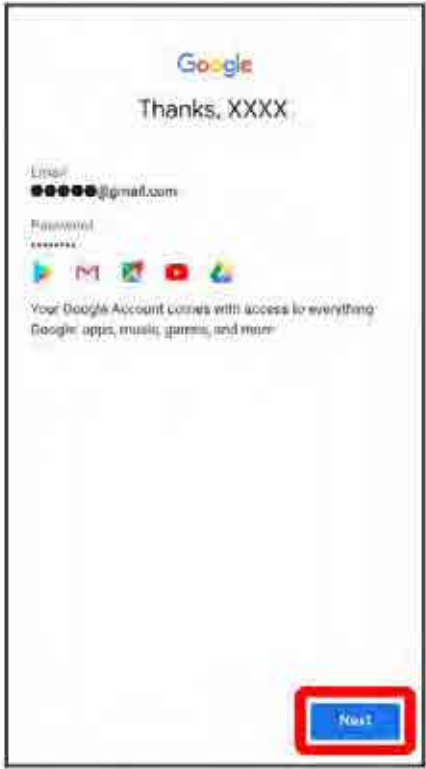 Google
Thanks, XXXX
Email
●●●●●@gmail.com
Password
••••••••
Your Google Account comes with access to everything
Google: apps, music, games, and more
Next